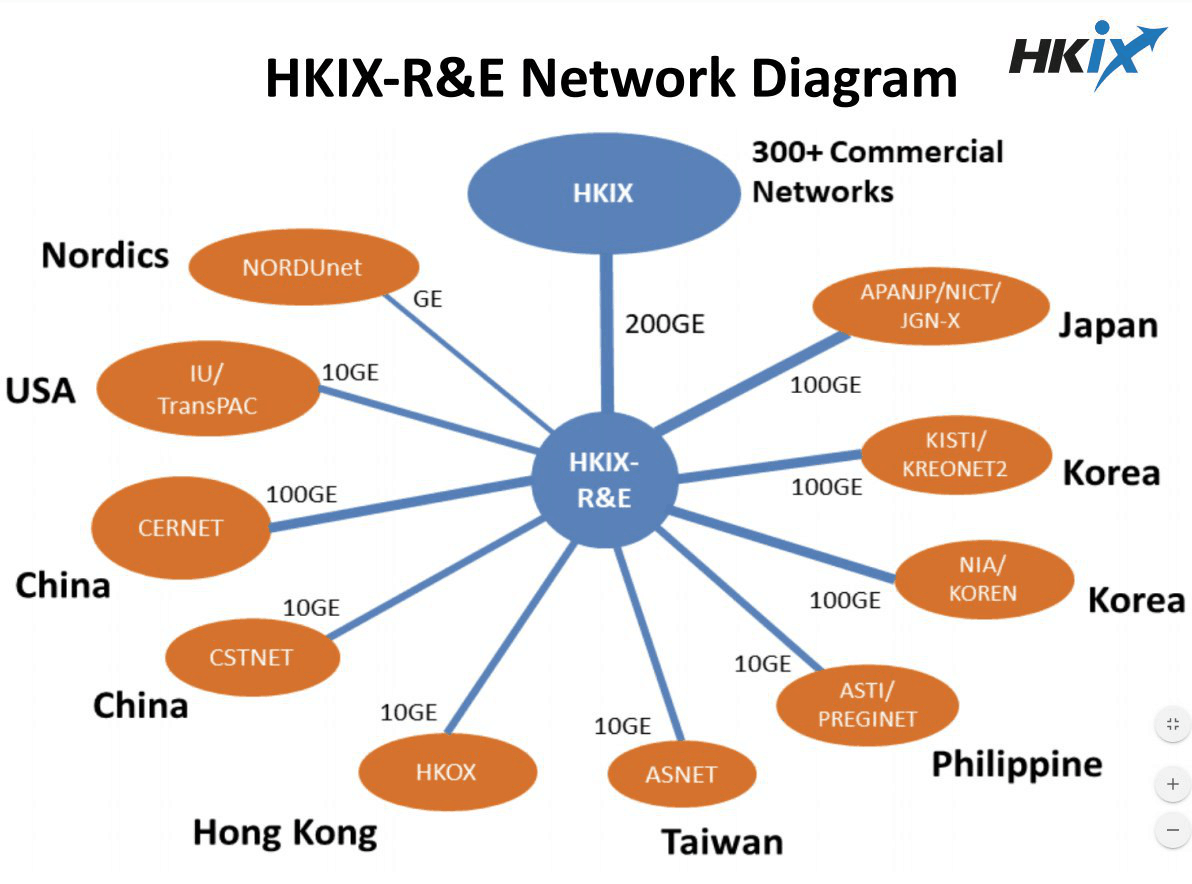 HKIX-R&E Network Diagram
HKIX
300+ Commercial
Networks
HKIX
Nordics
NORDUnet
GE
200GE
APANJP/NICT/
JGN-X
Japan
100GE
USA
IU/
TransPAC
10GE
HKIX-
R&E
KISTI/
KREONET2
Korea
100GE
CERNET
100GE
China
NIA/
KOREN
Korea
100GE
10GE
CSTNET
China
10GE
ASTI/
PREGINET
Philippine
10GE
HKOX
Hong Kong
10GE
ASNET
Taiwan